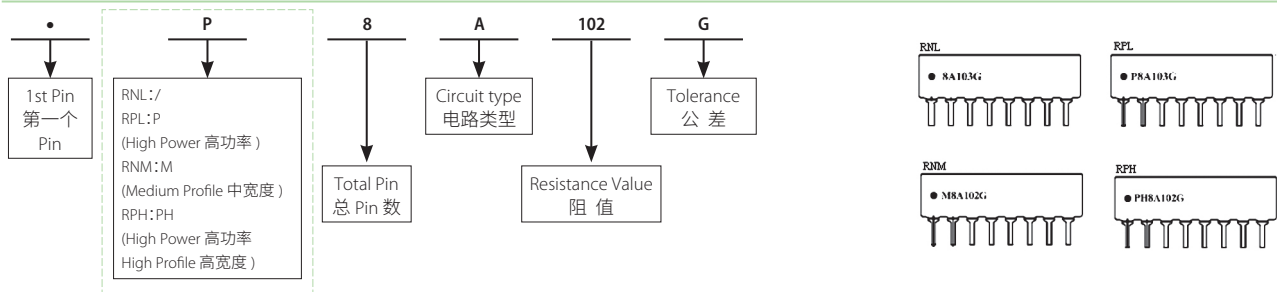 • P 8 A 102 G
1st Pin
第一个
Pin
RNL:/
RPL:P
(High Power 高功率 )
RNM:M
(Medium Profile 中宽度 )
RPH:PH
(High Power 高功率
High Profile 高宽度 )
Total Pin
总 Pin 数
Circuit type
电路类型
Resistance Value
阻 值
Tolerance
公 差
RNL
● 8A103G
RPL
● P8A103G
RNM
● M8A102G
RPH
● PH8A102G